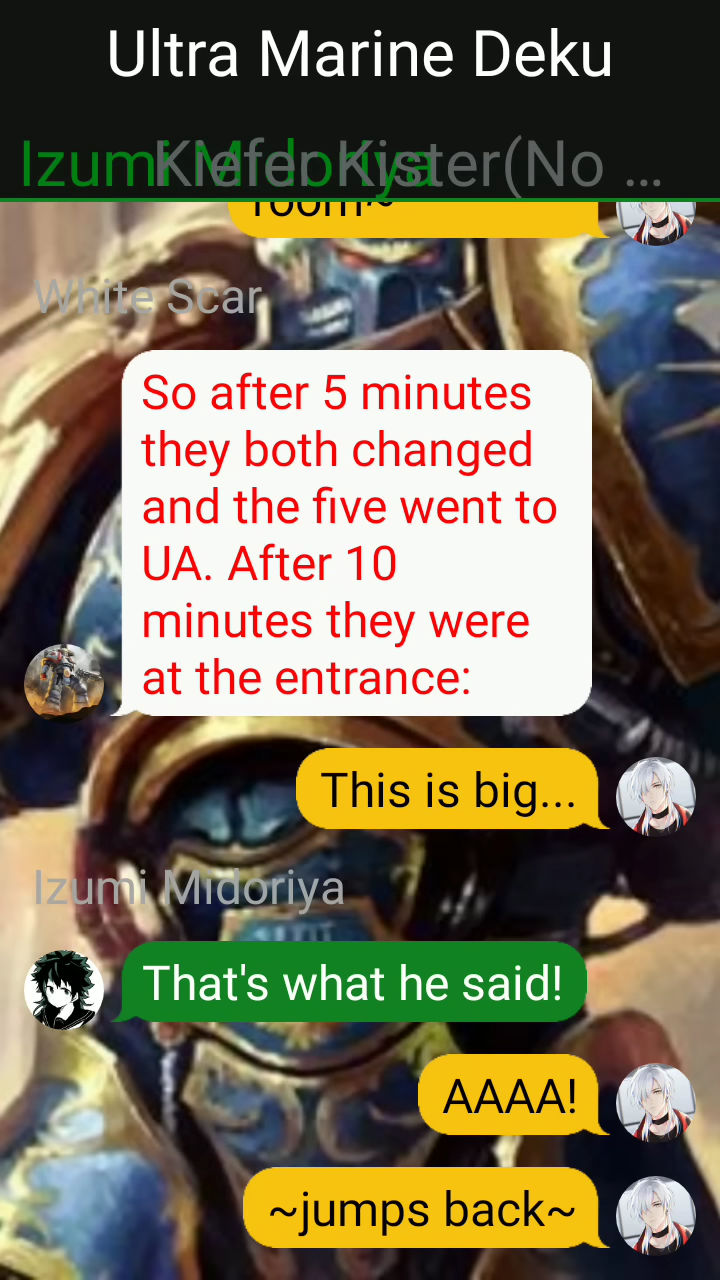 Ultra Marine Deku
Izumi Midoriya
Kiefer Kister(No ...
room~
White Scar
So after 5 minutes
they both changed
and the five went to
UA. After 10
minutes they were
at the entrance:
This is big...
Izumi Midoriya
That's what he said!
AAAA!
~jumps back~